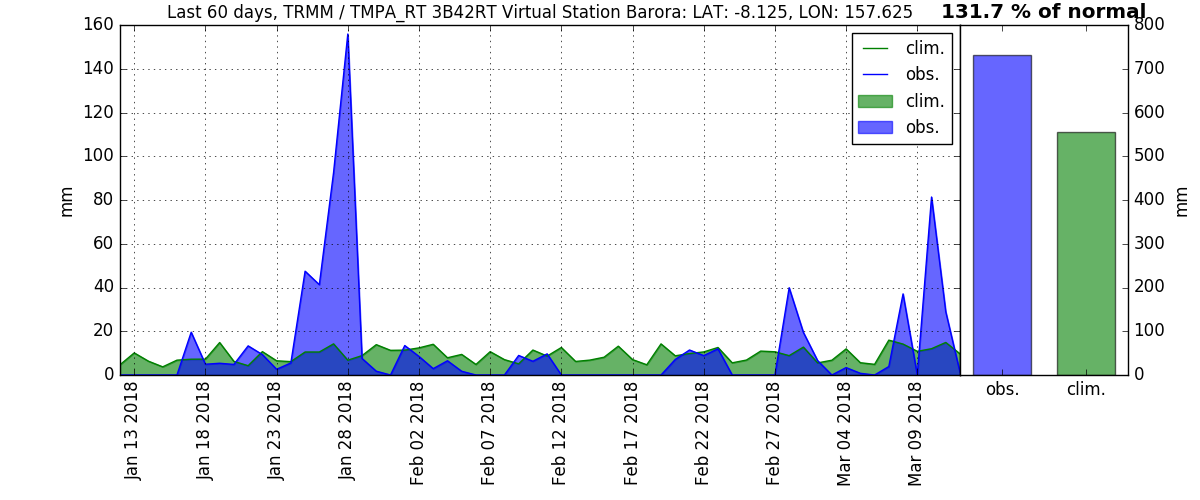 Last 60 days, TRMM / TMPA_RT 3B42RT Virtual Station Barora: LAT: -8.125, LON: 157.625
131.7 % of normal
160
140
120
100
80
60
40
20
0
mm
clim.
obs.
clim.
obs.
800
700
600
500
400
300
200
100
0
mm
obs.
clim.
Jan 13 2018
Jan 18 2018
Jan 23 2018
Jan 28 2018
Feb 02 2018
Feb 07 2018
Feb 12 2018
Feb 17 2018
Feb 22 2018
Feb 27 2018
Mar 04 2018
Mar 09 2018